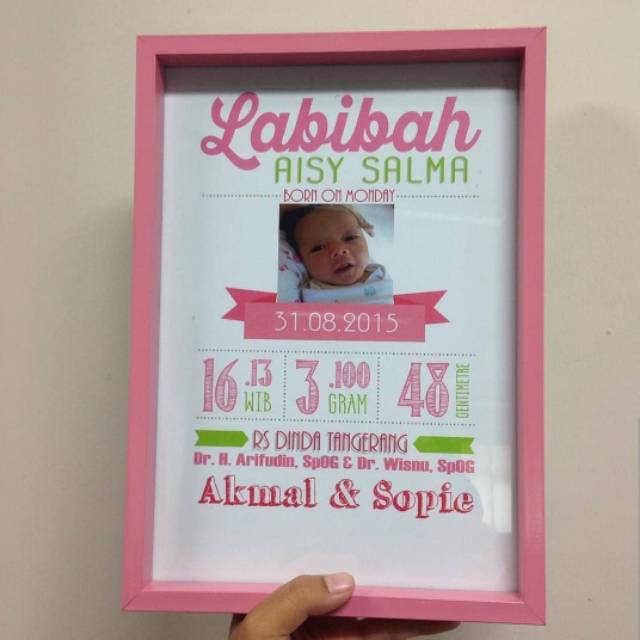 Labibah
AISY SALMA
BORN ON MONDAY
31.08.2015
16 .13 WIB 3 .100 GRAM 48 CENTIMETRE
RS DINDA TANGERANG
Dr. H. Arifudin, SpOG & Dr. Wisnu, SpOG
Akmal & Sopie